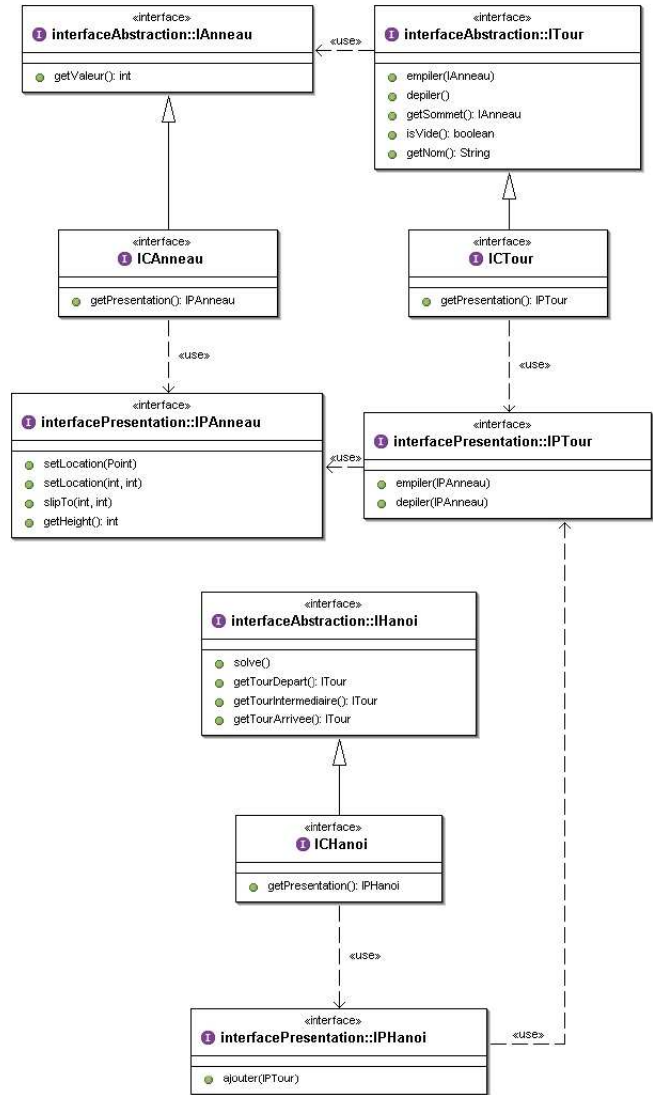 «interface»
I interfaceAbstraction::IAnneau
getValeur(): int
«use»
«interface»
I interfaceAbstraction::ITour
empiler(IAnneau)
depiler()
getSommet(): IAnneau
isVide(): boolean
getNom(): String
«interface»
I ICAnneau
getPresentation(): IPAnneau
«interface»
I ICTour
getPresentation(): IPTour
«use»
«use»
«interface»
I interfacePresentation::IPAnneau
setLocation(Point)
setLocation(int, int)
slipTo(int, int)
getHeight(): int
«use»
«interface»
I interfacePresentation::IPTour
empiler(IPAnneau)
depiler(IPAnneau)
«interface»
I interfaceAbstraction::IHanoi
solve()
getTourDepart(): ITour
getTourIntermediaire(): ITour
getTourArrivee(): ITour
«interface»
I ICHanoi
getPresentation(): IPHanoi
«use»
«interface»
I interfacePresentation::IPHanoi
ajouter(IPTour)
«use»